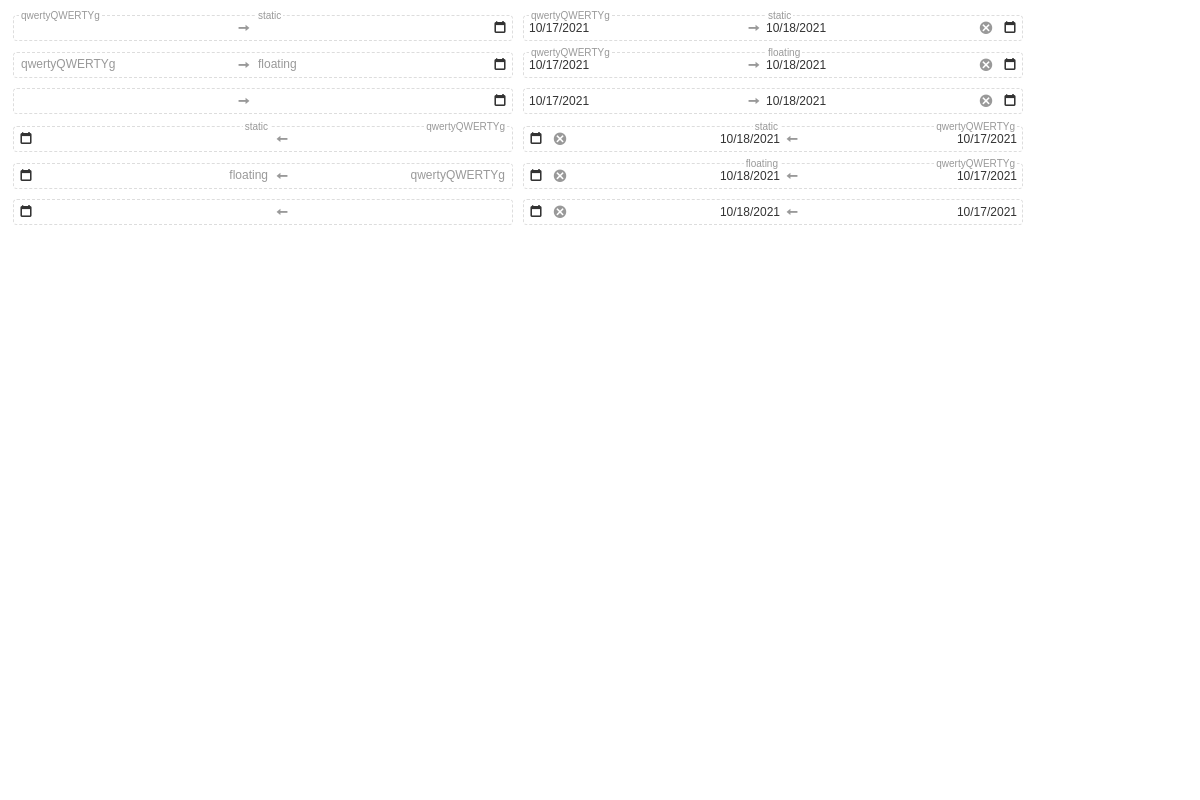 qwertyQWERTYg static qwertyQWERTYg static
10/17/2021 10/18/2021
qwertyQWERTYg floating qwertyQWERTYg floating
10/17/2021 10/18/2021
10/17/2021 10/18/2021
static qwertyQWERTYg static qwertyQWERTYg
10/18/2021 10/17/2021
floating qwertyQWERTYg floating qwertyQWERTYg
10/18/2021 10/17/2021
10/18/2021 10/17/2021